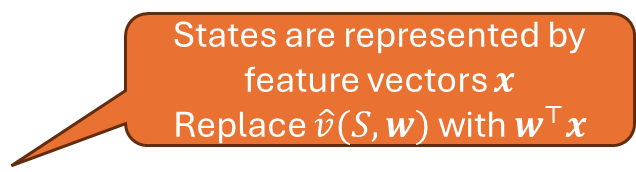 States are represented by
feature vectors 𝒙
Replace 𝑣̂(𝑆, 𝒘) with 𝒘⊤𝒙